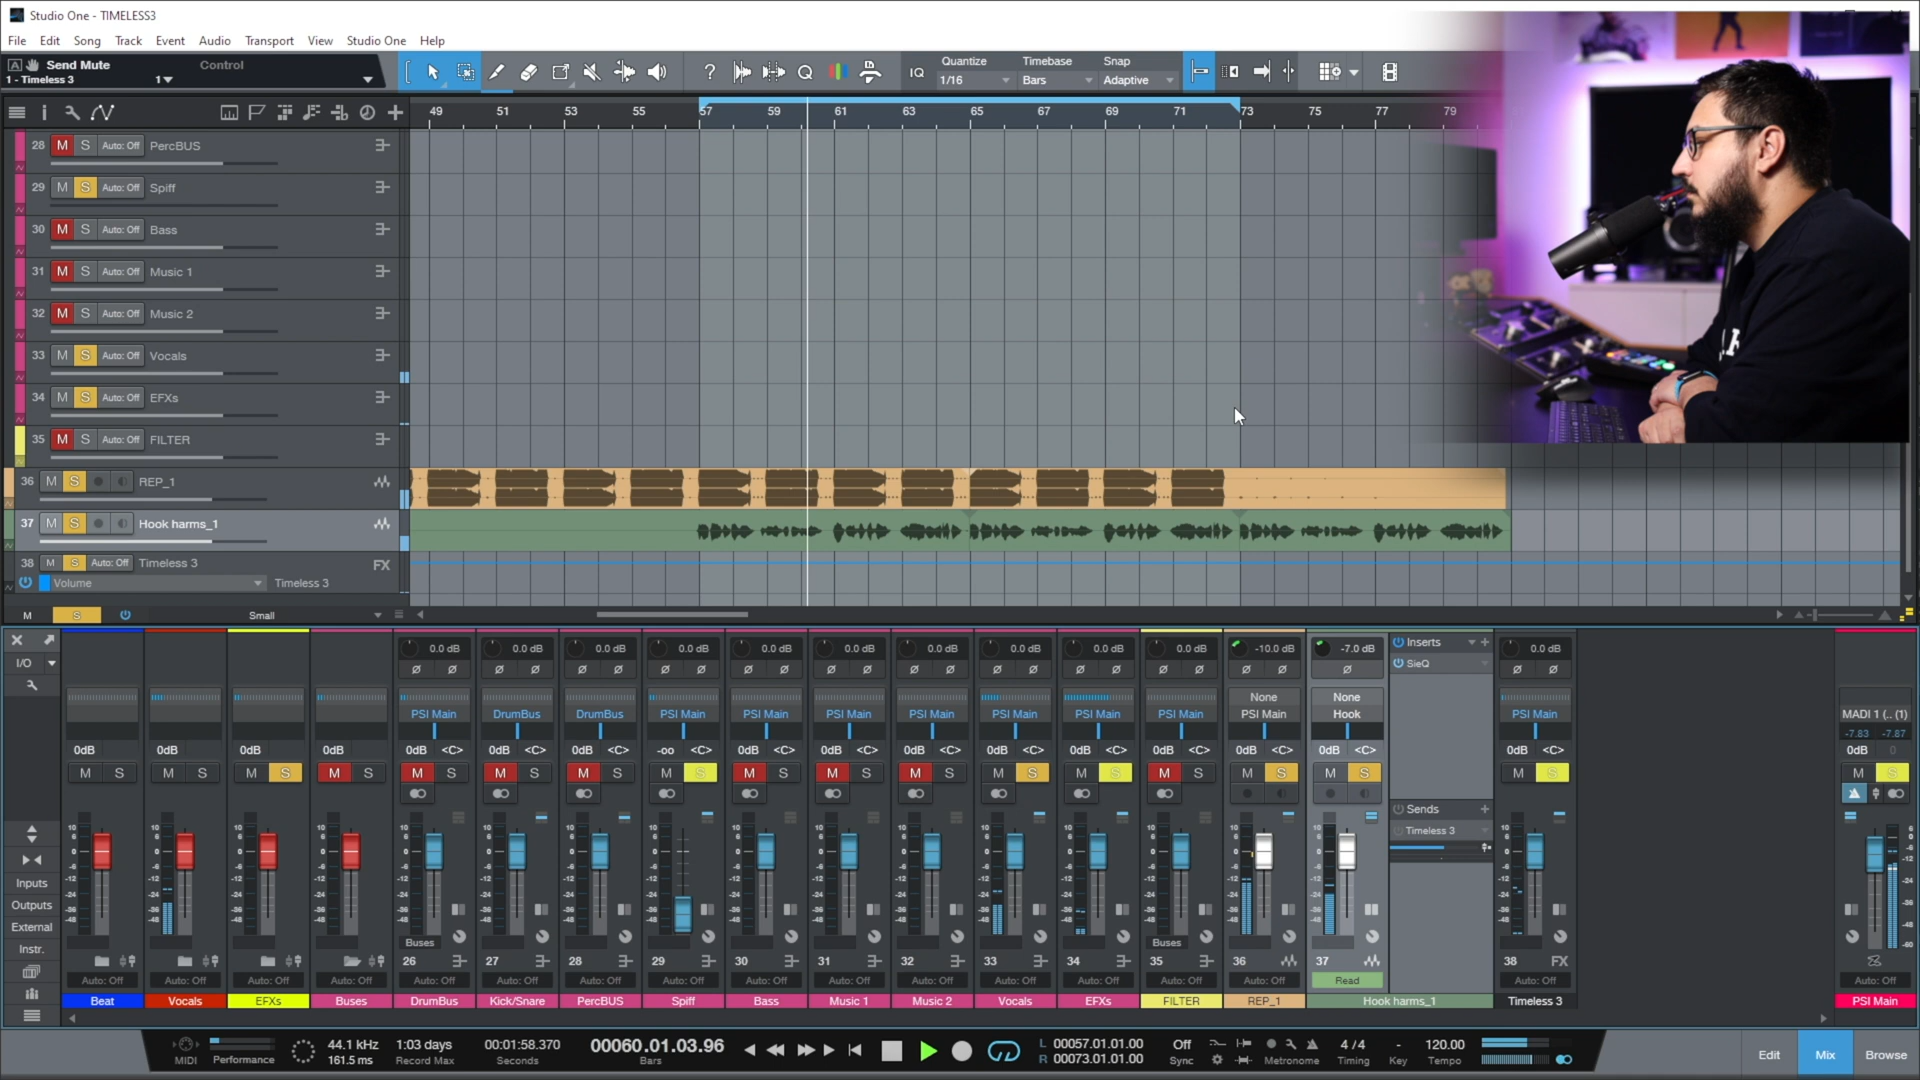 Studio One - TIMELESS3
File Edit Song Track Event Audio Transport View Studio One Help
Send Mute Control
1 - Timeless 3 1
? Q IQ
Quantize Timebase Snap
1/16 Bars Adaptive
49 51 53 55 57 59 61 63 65 67 69 71 73 75 77 79
28 M S Auto: Off PercBUS
29 M S Auto: Off Spiff
30 M S Auto: Off Bass
31 M S Auto: Off Music 1
32 M S Auto: Off Music 2
33 M S Auto: Off Vocals
34 M S Auto: Off EFXs
35 M S Auto: Off FILTER
36 M S REP_1
37 M S Hook harms_1
38 M S Auto: Off Timeless 3 FX
Volume Timeless 3
M S Small
I/O 0.0 dB 0.0 dB 0.0 dB 0.0 dB 0.0 dB 0.0 dB 0.0 dB 0.0 dB 0.0 dB 0.0 dB -10.0 dB -7.0 dB Inserts 0.0 dB
SieQ
None None
PSI Main DrumBus DrumBus PSI Main PSI Main PSI Main PSI Main PSI Main PSI Main PSI Main PSI Main Hook PSI Main MADI 1 (.. (1)
-7.83 -7.87
0dB 0dB 0dB 0dB 0dB <C> 0dB <C> 0dB <C> -oo <C> 0dB <C> 0dB <C> 0dB <C> 0dB <C> 0dB <C> 0dB <C> 0dB <C> 0dB <C> 0dB <C> 0dB 0
M S M S M S M S M S M S M S M S M S M S M S M S M S M S M S M S M S M S
Sends
Timeless 3
Inputs
Outputs
External
Instr.
Buses Buses
26 27 28 29 30 31 32 33 34 35 36 37 38 FX
Auto: Off Auto: Off Auto: Off Auto: Off Auto: Off Auto: Off Auto: Off Auto: Off Auto: Off Auto: Off Auto: Off Auto: Off Auto: Off Auto: Off Auto: Off Read Auto: Off Auto: Off
Beat Vocals EFXs Buses DrumBus Kick/Snare PercBUS Spiff Bass Music 1 Music 2 Vocals EFXs FILTER REP_1 Hook harms_1 Timeless 3 PSI Main
MIDI Performance
44.1 kHz
161.5 ms
1:03 days
Record Max
00:01:58.370
Seconds
00060.01.03.96
Bars
L 00057.01.01.00
R 00073.01.01.00
Off
Sync
Metronome
4 / 4
Timing
-
Key
120.00
Tempo
Edit Mix Browse